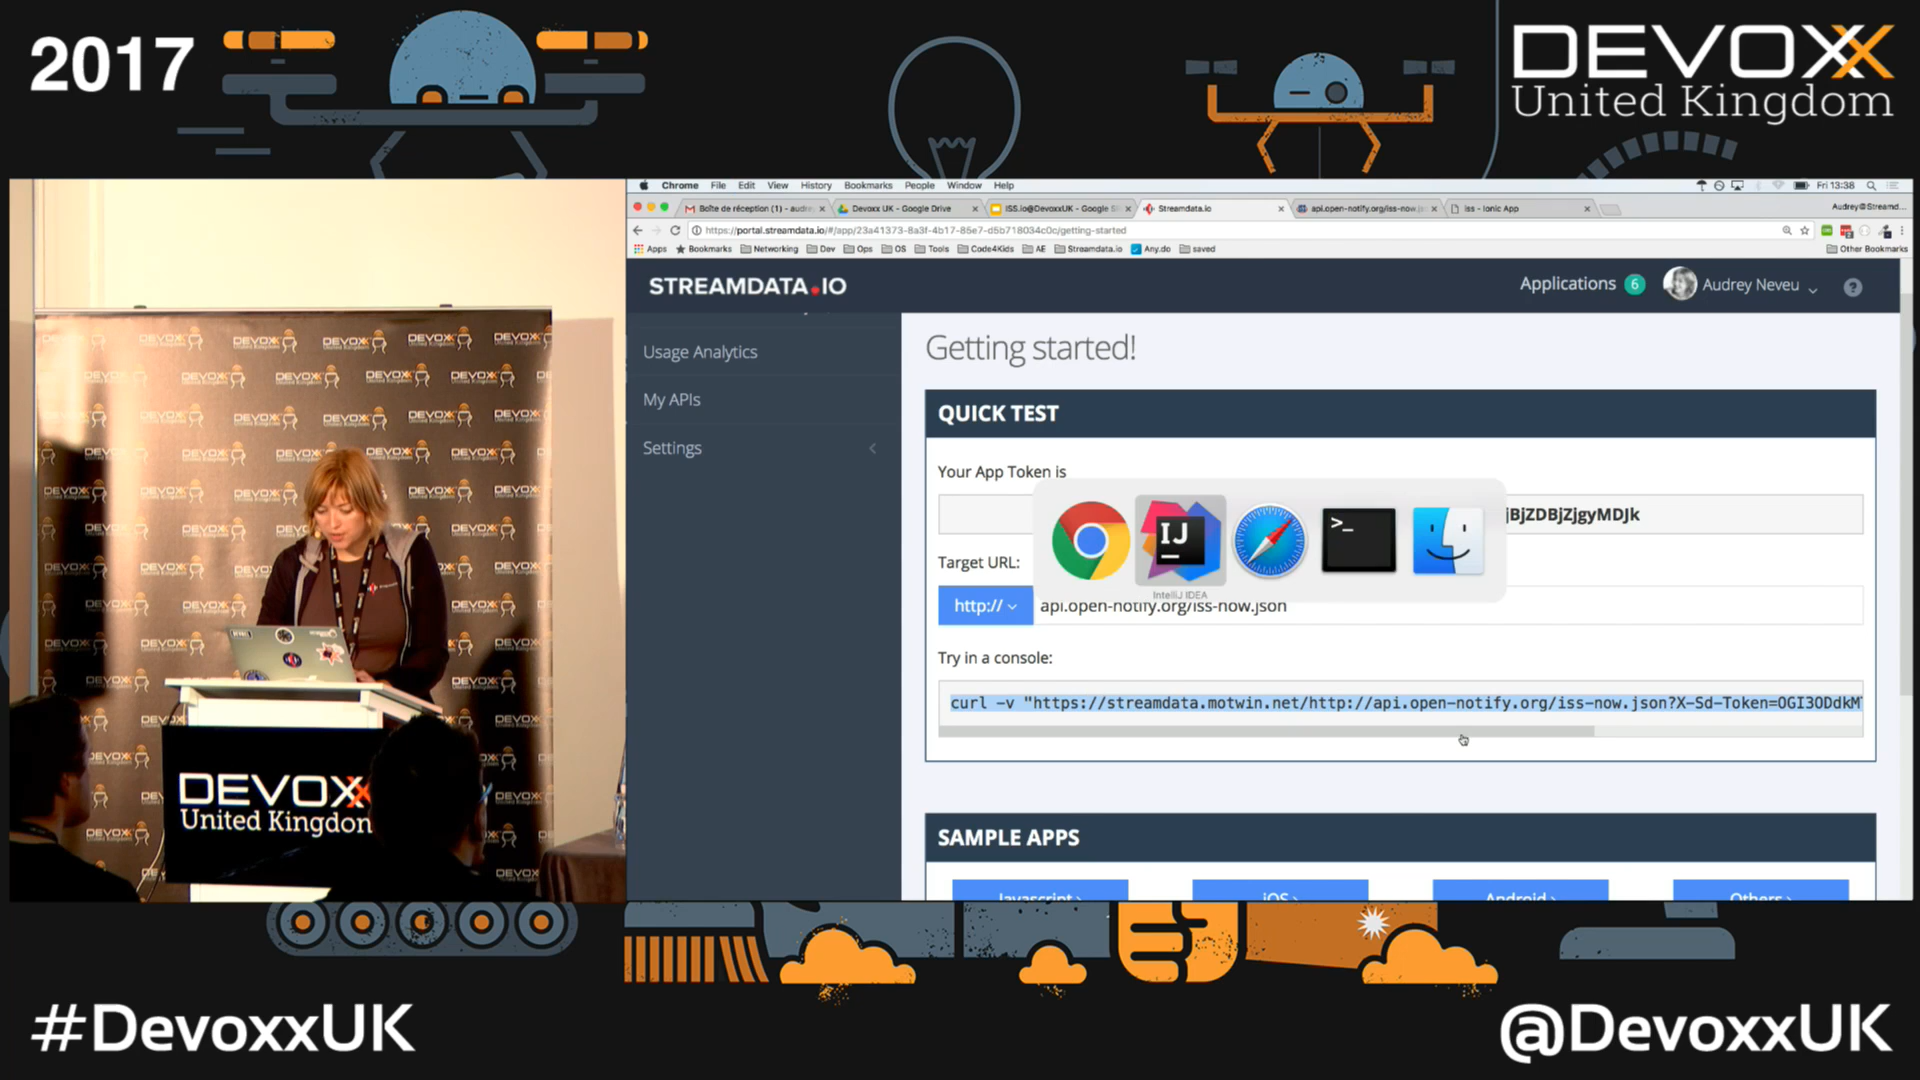 2017
DEVOXX
United Kingdom
Chrome File Edit View History Bookmarks People Window Help
Fri 13:38
Devoxx UK - Google Drive
Streamdata.io
iss - Ionic App
https://portal.streamdata.io/#/app/23a41373-8a3f-4b17-85e7-d5b718034c0c/getting-started
Apps Bookmarks Networking Dev Ops OS Tools Code4Kids AE Streamdata.io Any.do saved
Other Bookmarks
STREAMDATA.IO
Applications 6 Audrey Neveu ?
Usage Analytics
My APIs
Settings
Getting started!
QUICK TEST
Your App Token is
jBjZDBjZjgyMDJk
IJ
>_
Target URL:
IntelliJ IDEA
http://
api.open-notify.org/iss-now.json
Try in a console:
curl -v "https://streamdata.motwin.net/http://api.open-notify.org/iss-now.json?X-Sd-Token=OGI3ODdkM
SAMPLE APPS
Javascript
iOS
Android
Others
DEVOXX
United Kingdom
#DevoxxUK
@DevoxxUK